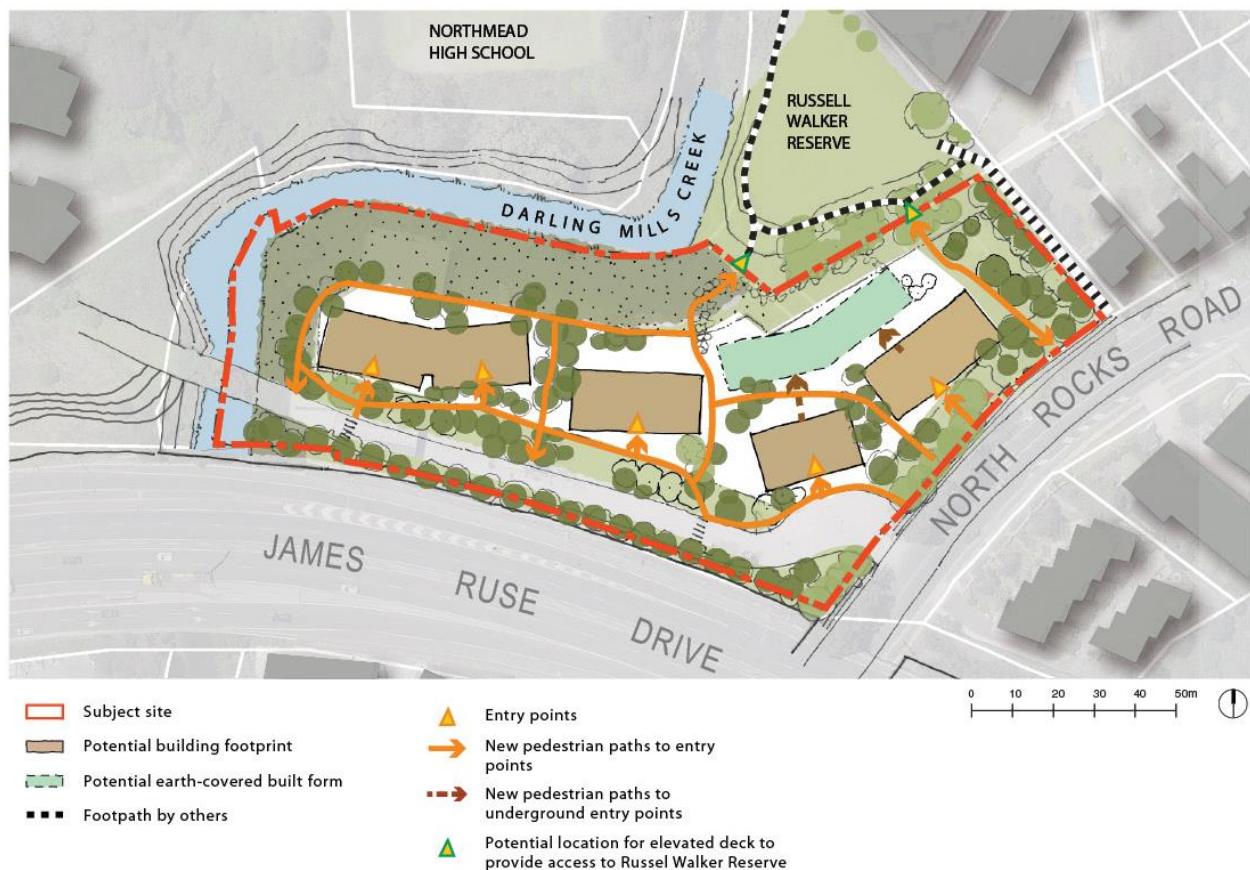 NORTHMEAD
HIGH SCHOOL
RUSSELL
WALKER
RESERVE
DARLING MILLS CREEK
NORTH ROCKS ROAD
JAMES RUSE DRIVE
0 10 20 30 40 50m
Subject site
Potential building footprint
Potential earth-covered built form
Footpath by others
Entry points
New pedestrian paths to entry
points
New pedestrian paths to
underground entry points
Potential location for elevated deck to
provide access to Russel Walker Reserve